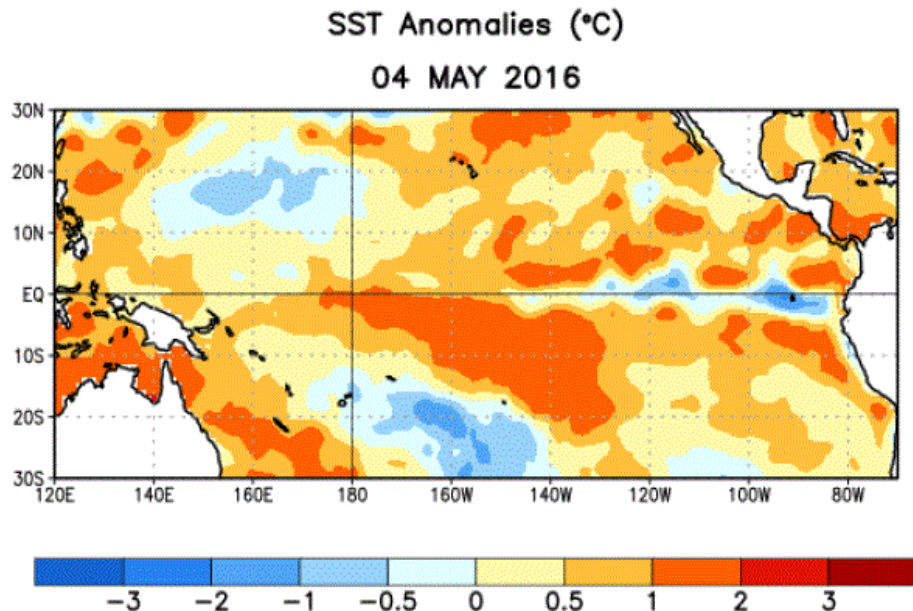 SST Anomalies (°C)
04 MAY 2016
30N
20N
10N
EQ
10S
20S
30S
120E 140E 160E 180 160W 140W 120W 100W 80W
-3 -2 -1 -0.5 0 0.5 1 2 3